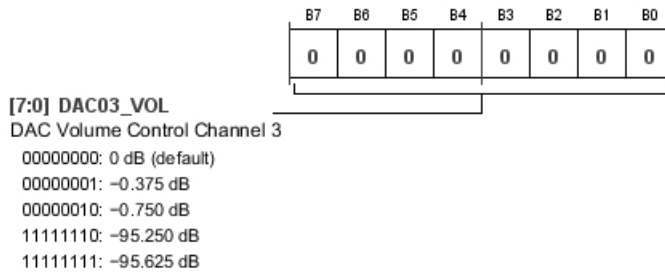 B7 B6 B5 B4 B3 B2 B1 B0
0 0 0 0 0 0 0 0
[7:0] DAC03_VOL
DAC Volume Control Channel 3
00000000: 0 dB (default)
00000001: −0.375 dB
00000010: −0.750 dB
11111110: −95.250 dB
11111111: −95.625 dB